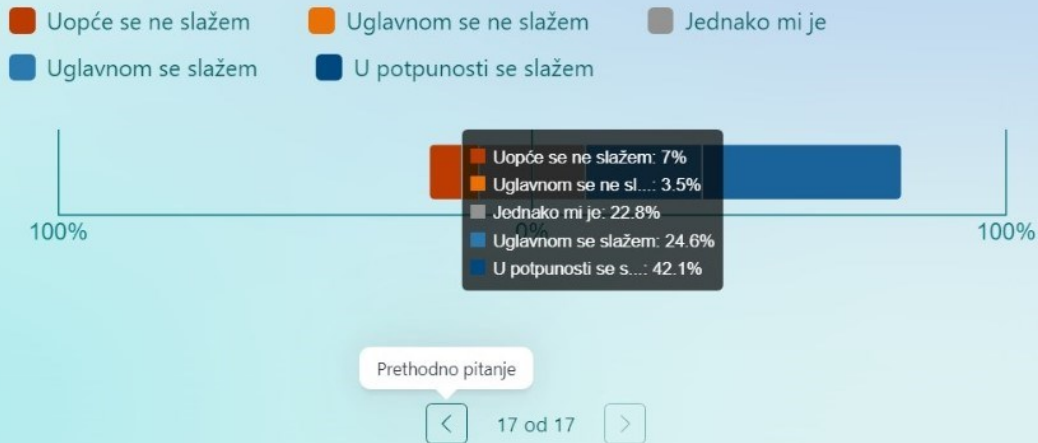 Uopće se ne slažem Uglavnom se ne slažem Jednako mi je
Uglavnom se slažem U potpunosti se slažem
Uopće se ne slažem: 7%
Uglavnom se ne sl...: 3.5%
Jednako mi je: 22.8%
Uglavnom se slažem: 24.6%
U potpunosti se s...: 42.1%
100% 0% 100%
Prethodno pitanje
17 od 17